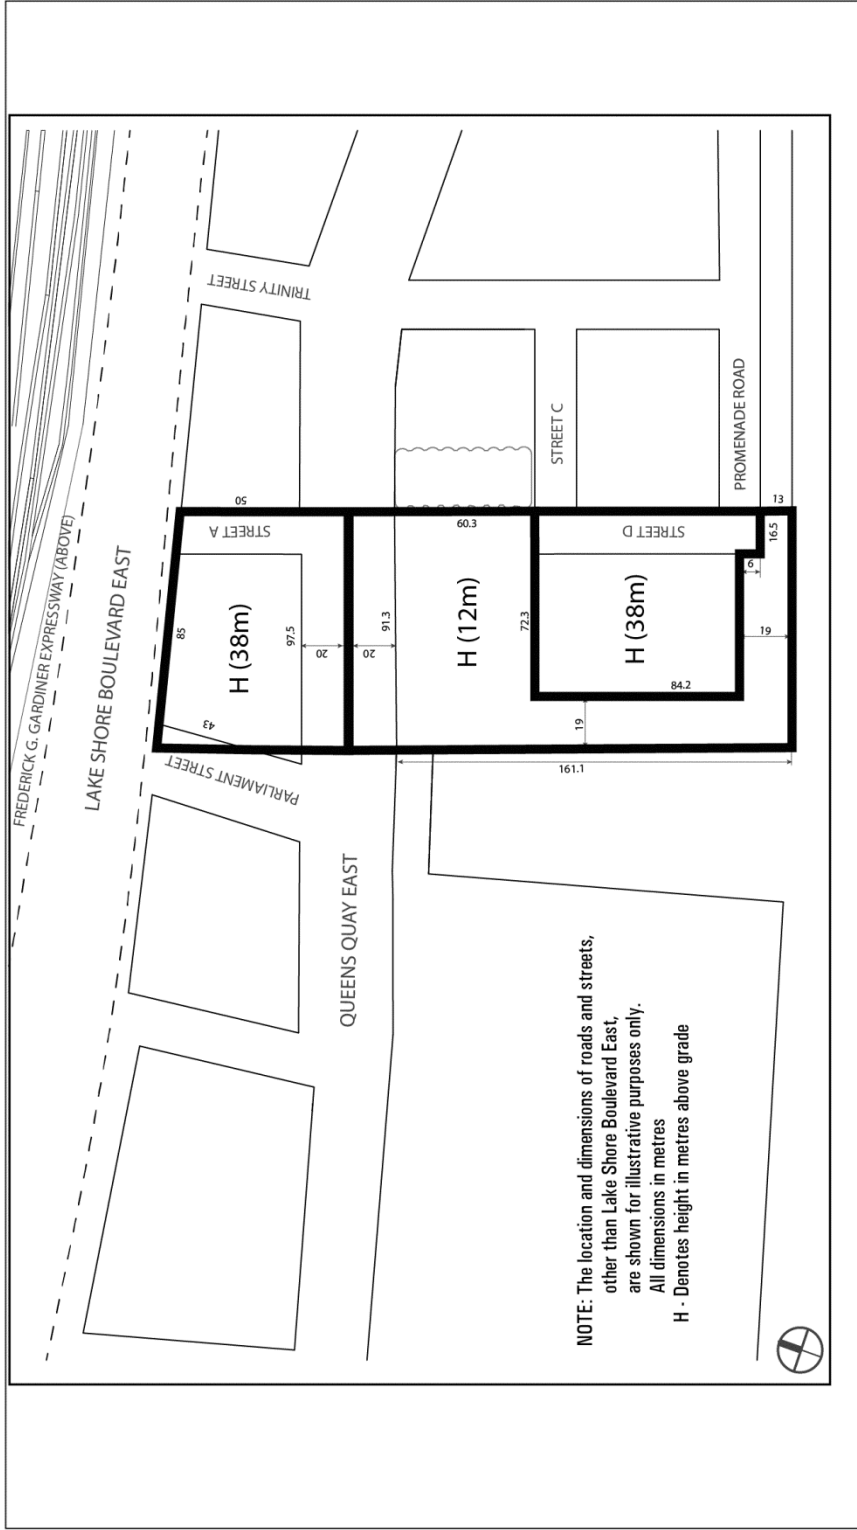 FREDERICK G. GARDINER EXPRESSWAY (ABOVE)
LAKE SHORE BOULEVARD EAST
TRINITY STREET
PARLIAMENT STREET
STREET A
50
85
43
H (38m)
97.5
20
QUEENS QUAY EAST
20
91.3
60.3
H (12m)
72.3
STREET C
STREET D
H (38m)
84.2
19
161.1
PROMENADE ROAD
13
16.5
6
19
NOTE: The location and dimensions of roads and streets,
other than Lake Shore Boulevard East,
are shown for illustrative purposes only.
All dimensions in metres
H - Denotes height in metres above grade